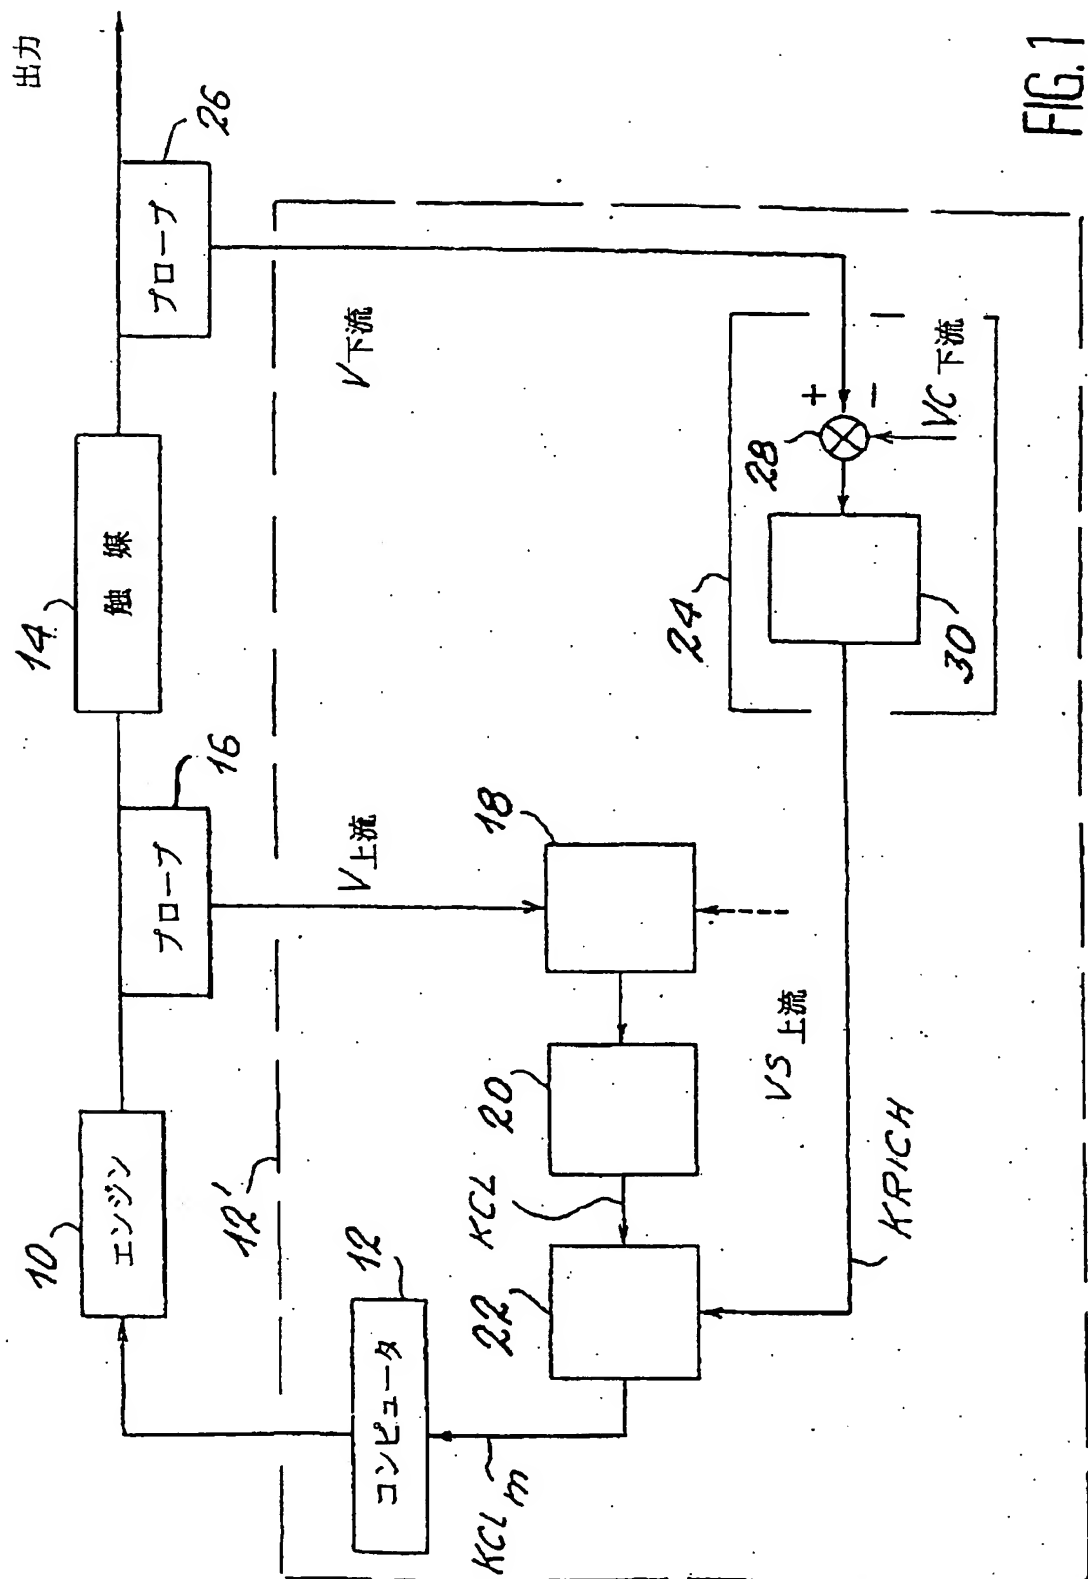 10
エンジン
16
プローブ
14
触媒
26
プローブ
出力
12'
V上流
V下流
12
コンピュータ
KCLm
22
KCL
20
18
VS上流
KRICH
24
28
+
−
VC下流
30
FIG. 1